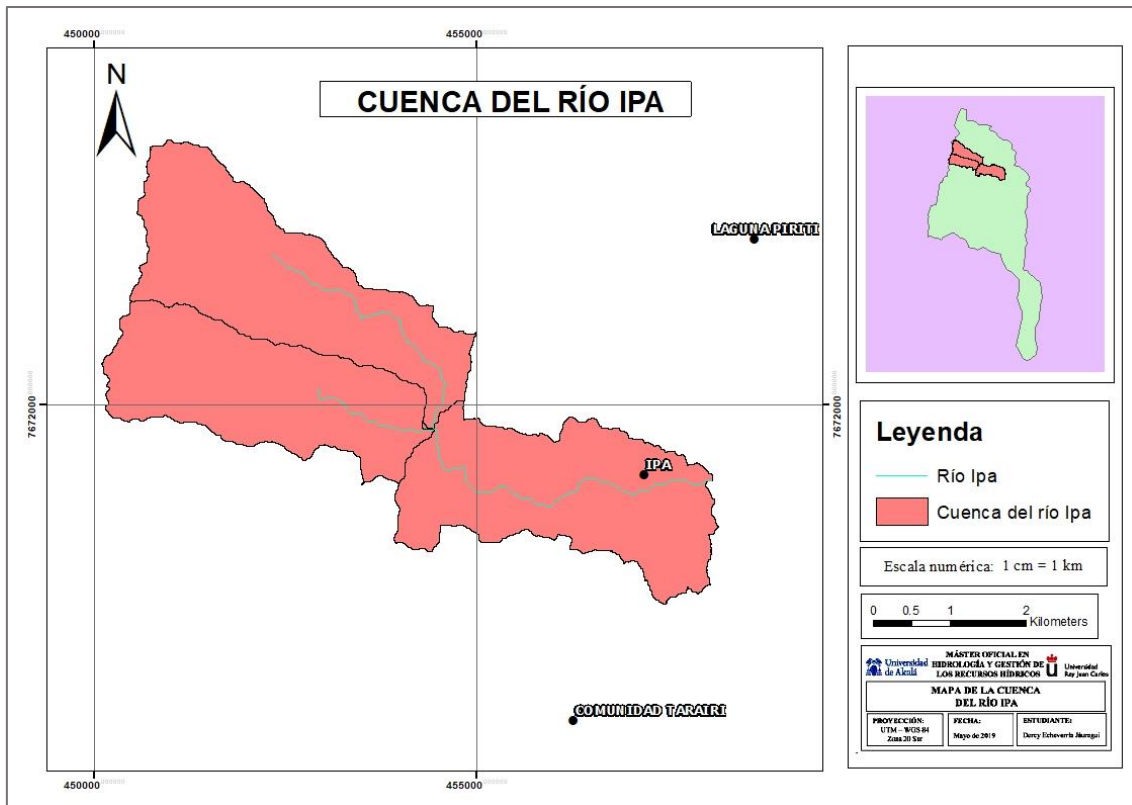 450000
455000
N
CUENCA DEL RÍO IPA
LAGUNA PIRITI
7672000
7672000
IPA
COMUNIDAD TARAIRI
450000
455000
Leyenda
Río Ipa
Cuenca del río Ipa
Escala numérica: 1 cm = 1 km
0 0.5 1 2
Kilometers
Universidad
de Alcalá
MÁSTER OFICIAL EN
HIDROLOGÍA Y GESTIÓN DE
LOS RECURSOS HÍDRICOS
Universidad
Rey Juan Carlos
MAPA DE LA CUENCA
DEL RÍO IPA
PROYECCIÓN:
UTM – WGS 84
Zona 20 Sur
FECHA:
Mayo de 2019
ESTUDIANTE:
Darcy Echeverría